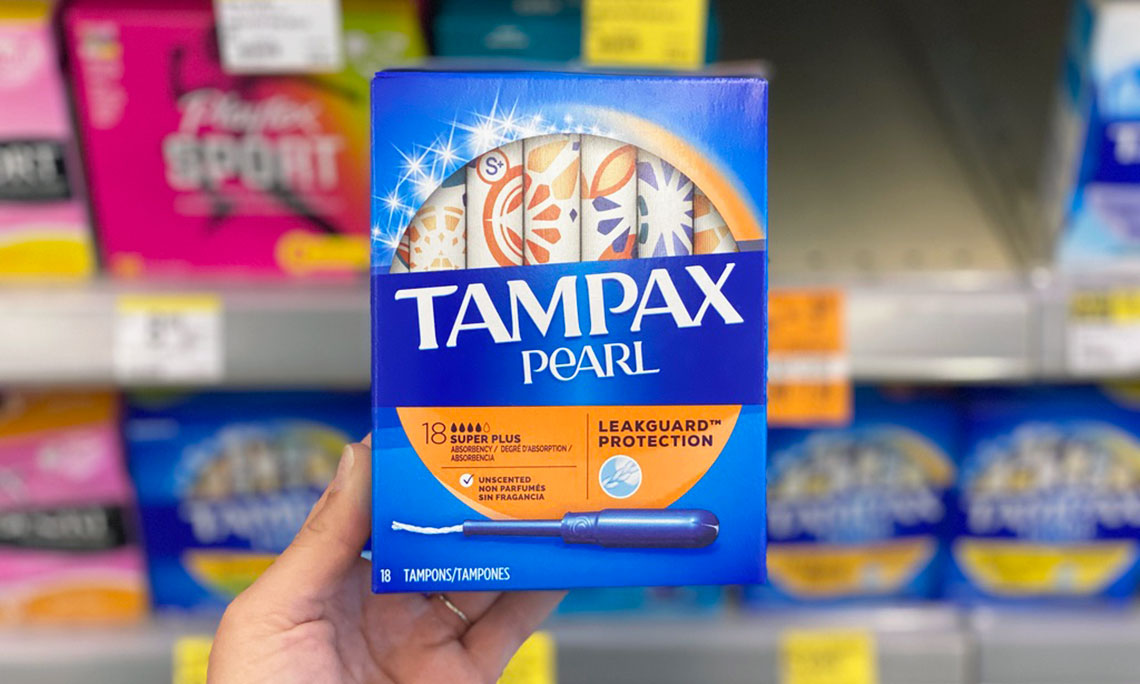 Playtex
SPORT
S+
TAMPAX
PEARL
18 SUPER PLUS
ABSORBENCY / DEGRÉ D'ABSORPTION /
ABSORBENCIA
UNSCENTED
NON PARFUMÉS
SIN FRAGANCIA
LEAKGUARD™
PROTECTION
18 TAMPONS/TAMPONES